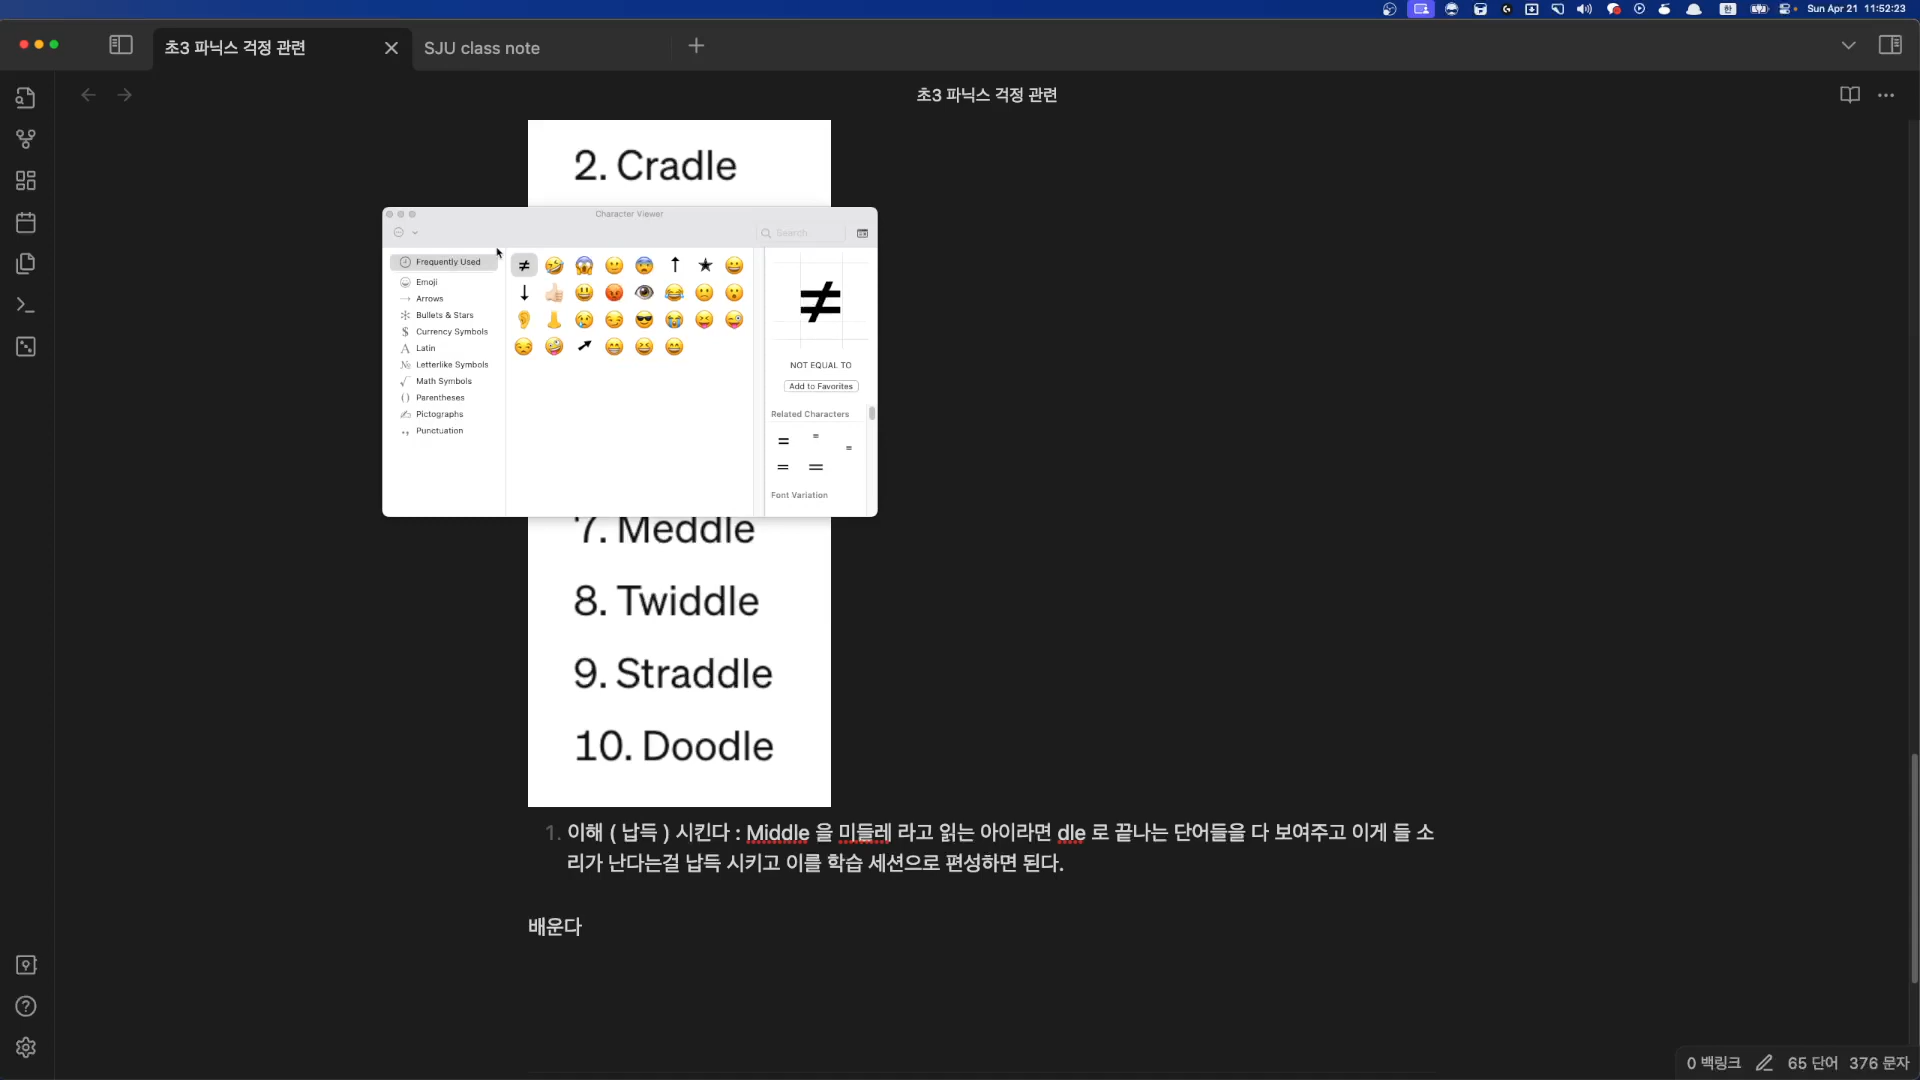 Sun Apr 21 11:52:23
초3 파닉스 걱정 관련
SJU class note
초3 파닉스 걱정 관련
2. Cradle
Character Viewer
Search
Frequently Used
Emoji
Arrows
Bullets & Stars
Currency Symbols
Latin
Letterlike Symbols
Math Symbols
Parentheses
Pictographs
Punctuation
NOT EQUAL TO
Add to Favorites
Related Characters
Font Variation
7. Meddle
8. Twiddle
9. Straddle
10. Doodle
1. 이해 ( 납득 ) 시킨다 : Middle 을 미들레 라고 읽는 아이라면 dle 로 끝나는 단어들을 다 보여주고 이게 들 소
리가 난다는걸 납득 시키고 이를 학습 세션으로 편성하면 된다.
배운다
0 백링크 65 단어 376 문자